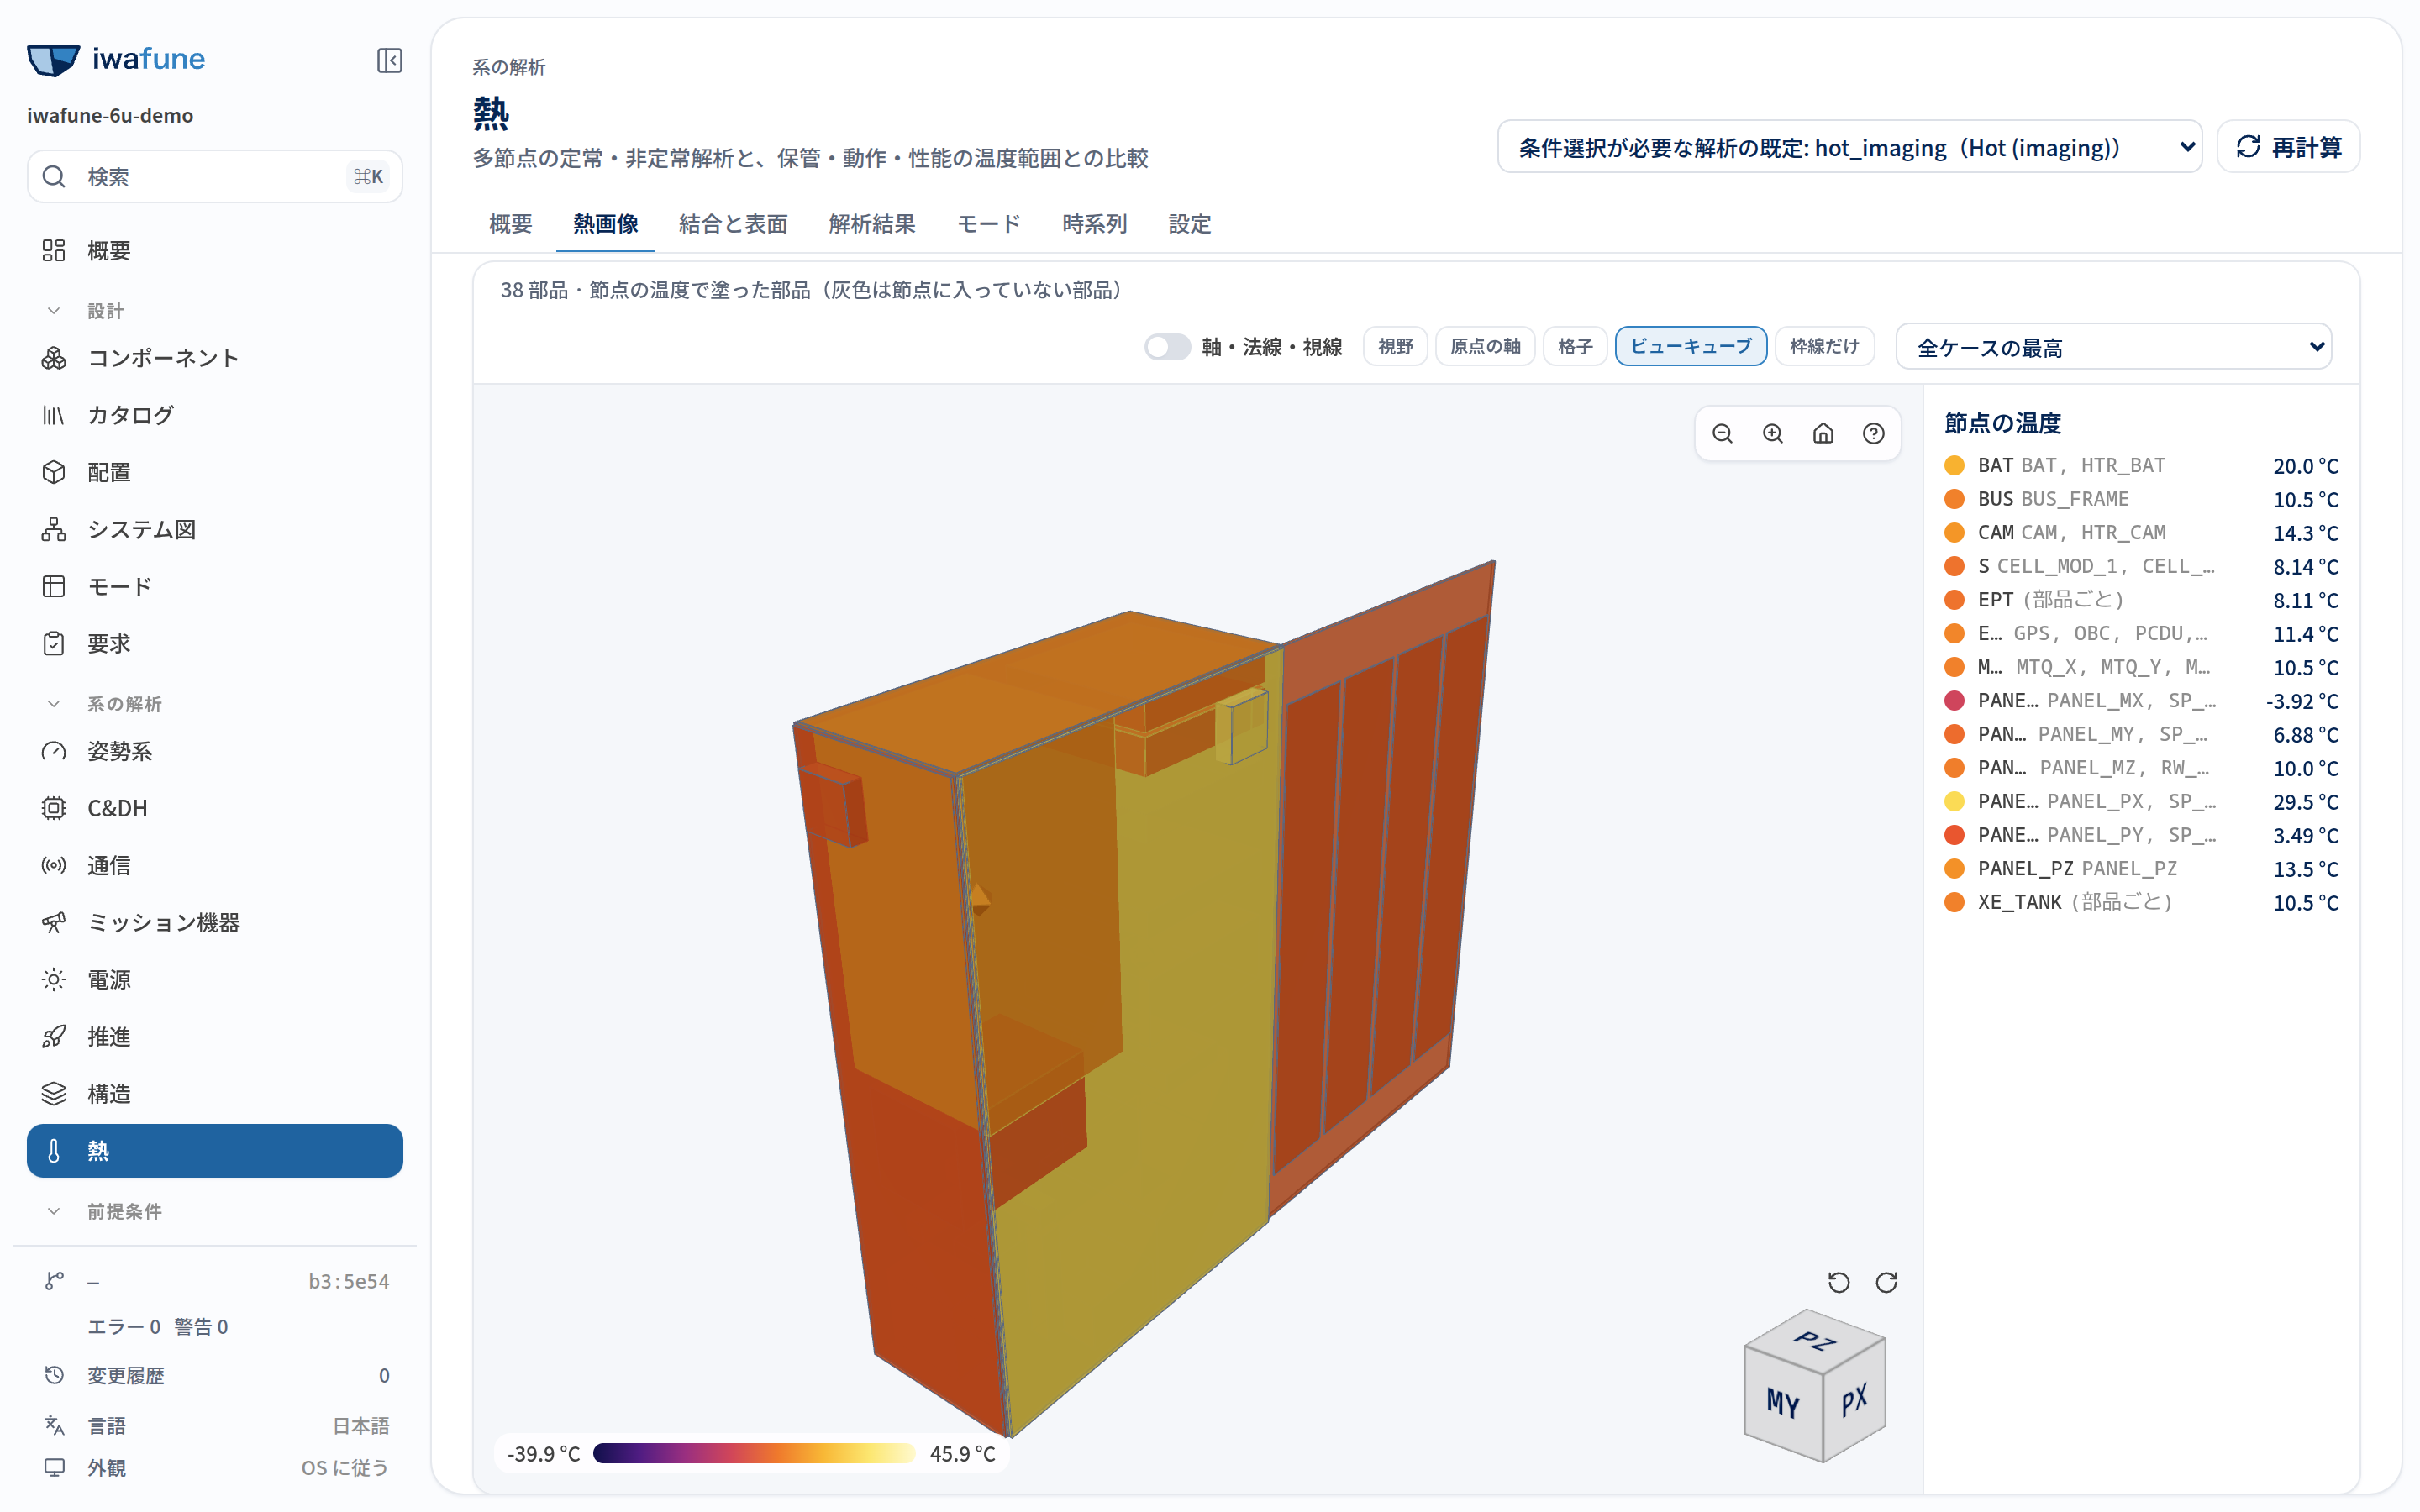 iwafune
iwafune-6u-demo
検索 ⌘K
概要
設計
コンポーネント
カタログ
配置
システム図
モード
要求
系の解析
姿勢系
C&DH
通信
ミッション機器
電源
推進
構造
熱
前提条件
– b3:5e54
エラー 0 警告 0
変更履歴 0
言語 日本語
外観 OS に従う
系の解析
熱
多節点の定常・非定常解析と、保管・動作・性能の温度範囲との比較
条件選択が必要な解析の既定: hot_imaging（Hot (imaging)）
再計算
概要 熱画像 結合と表面 解析結果 モード 時系列 設定
38 部品 · 節点の温度で塗った部品（灰色は節点に入っていない部品）
軸・法線・視線 視野 原点の軸 格子 ビューキューブ 枠線だけ 全ケースの最高
節点の温度
BAT BAT, HTR_BAT 20.0 °C
BUS BUS_FRAME 10.5 °C
CAM CAM, HTR_CAM 14.3 °C
S CELL_MOD_1, CELL_… 8.14 °C
EPT (部品ごと) 8.11 °C
E… GPS, OBC, PCDU,… 11.4 °C
M… MTQ_X, MTQ_Y, M… 10.5 °C
PANE… PANEL_MX, SP_… -3.92 °C
PAN… PANEL_MY, SP_… 6.88 °C
PAN… PANEL_MZ, RW_… 10.0 °C
PANE… PANEL_PX, SP_… 29.5 °C
PANE… PANEL_PY, SP_… 3.49 °C
PANEL_PZ PANEL_PZ 13.5 °C
XE_TANK (部品ごと) 10.5 °C
PZ
MY PX
-39.9 °C 45.9 °C